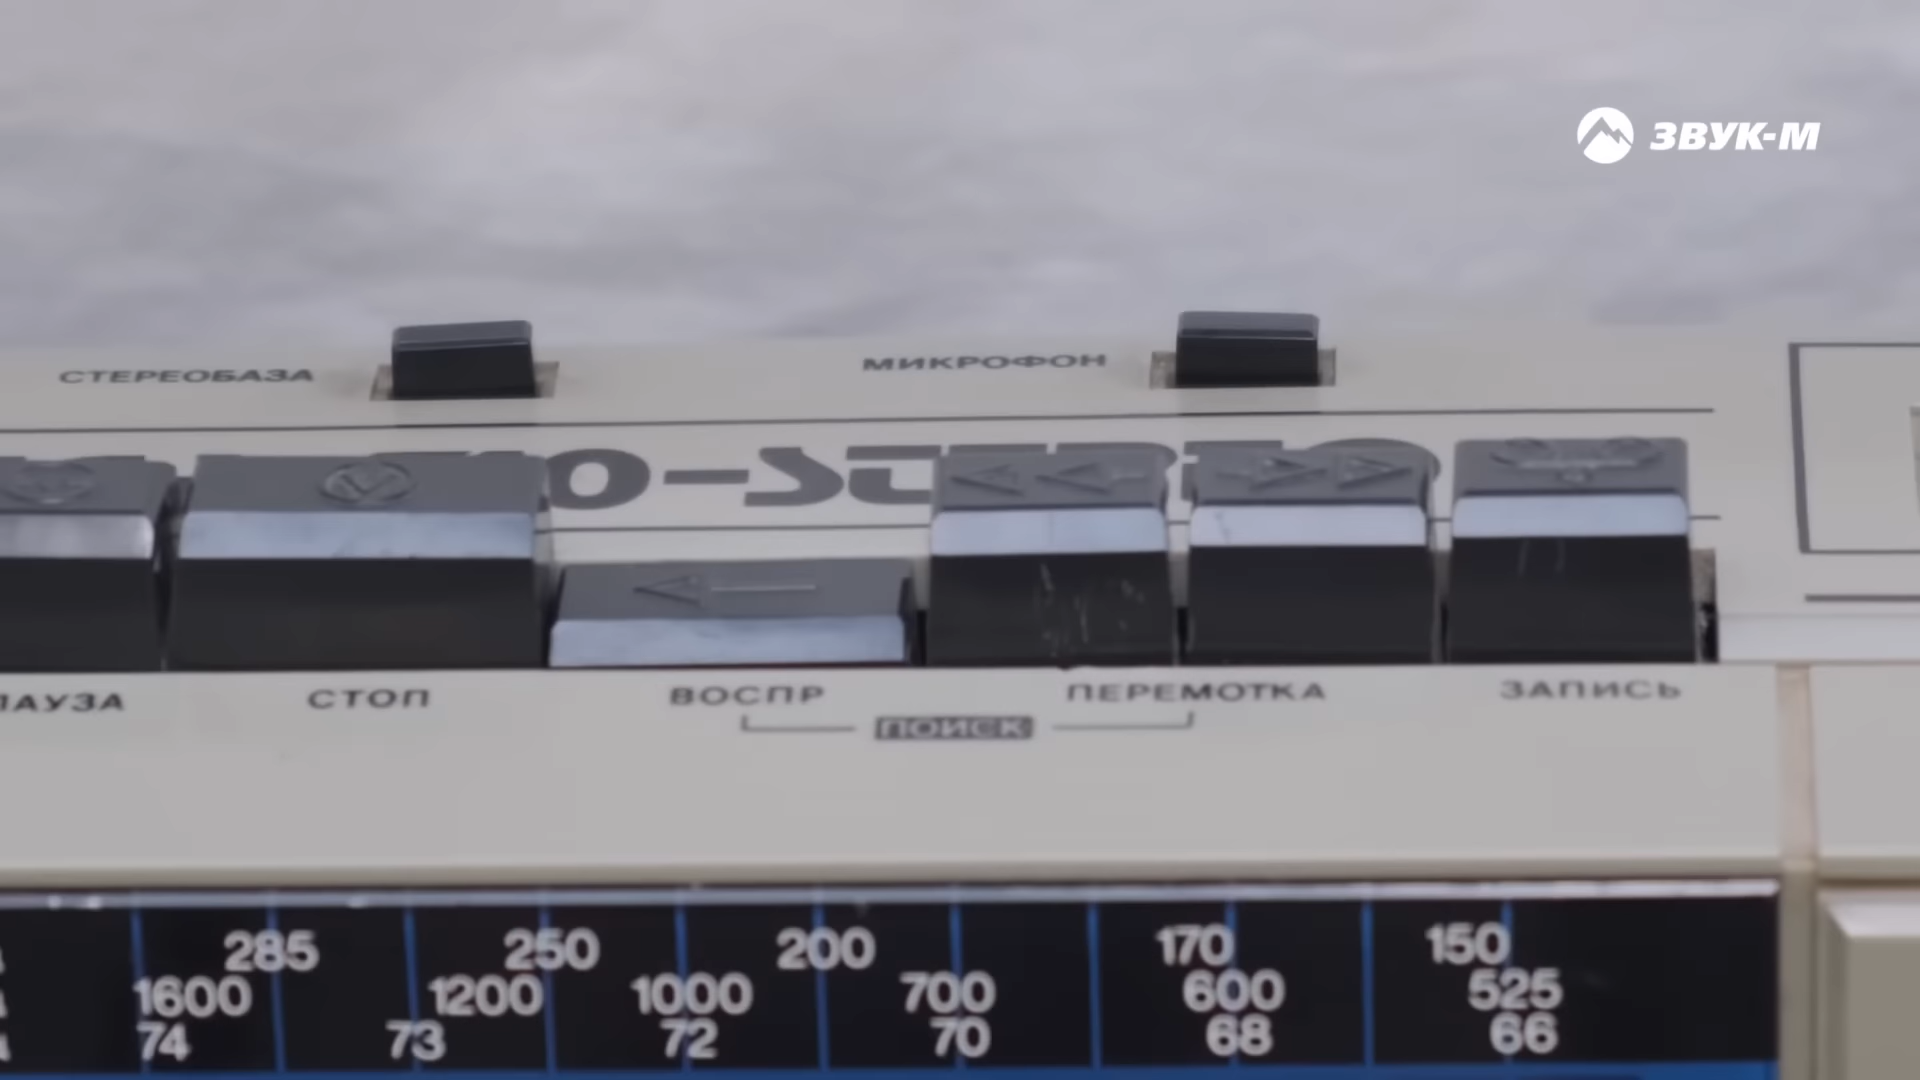 ЗВУК-М
СТЕРЕОБАЗА
МИКРОФОН
СТОП
ВОСПР
ПЕРЕМОТКА
ЗАПИСЬ
ПОИСК
285 250 200 170 150
1600 1200 1000 700 600 525
74 73 72 70 68 66